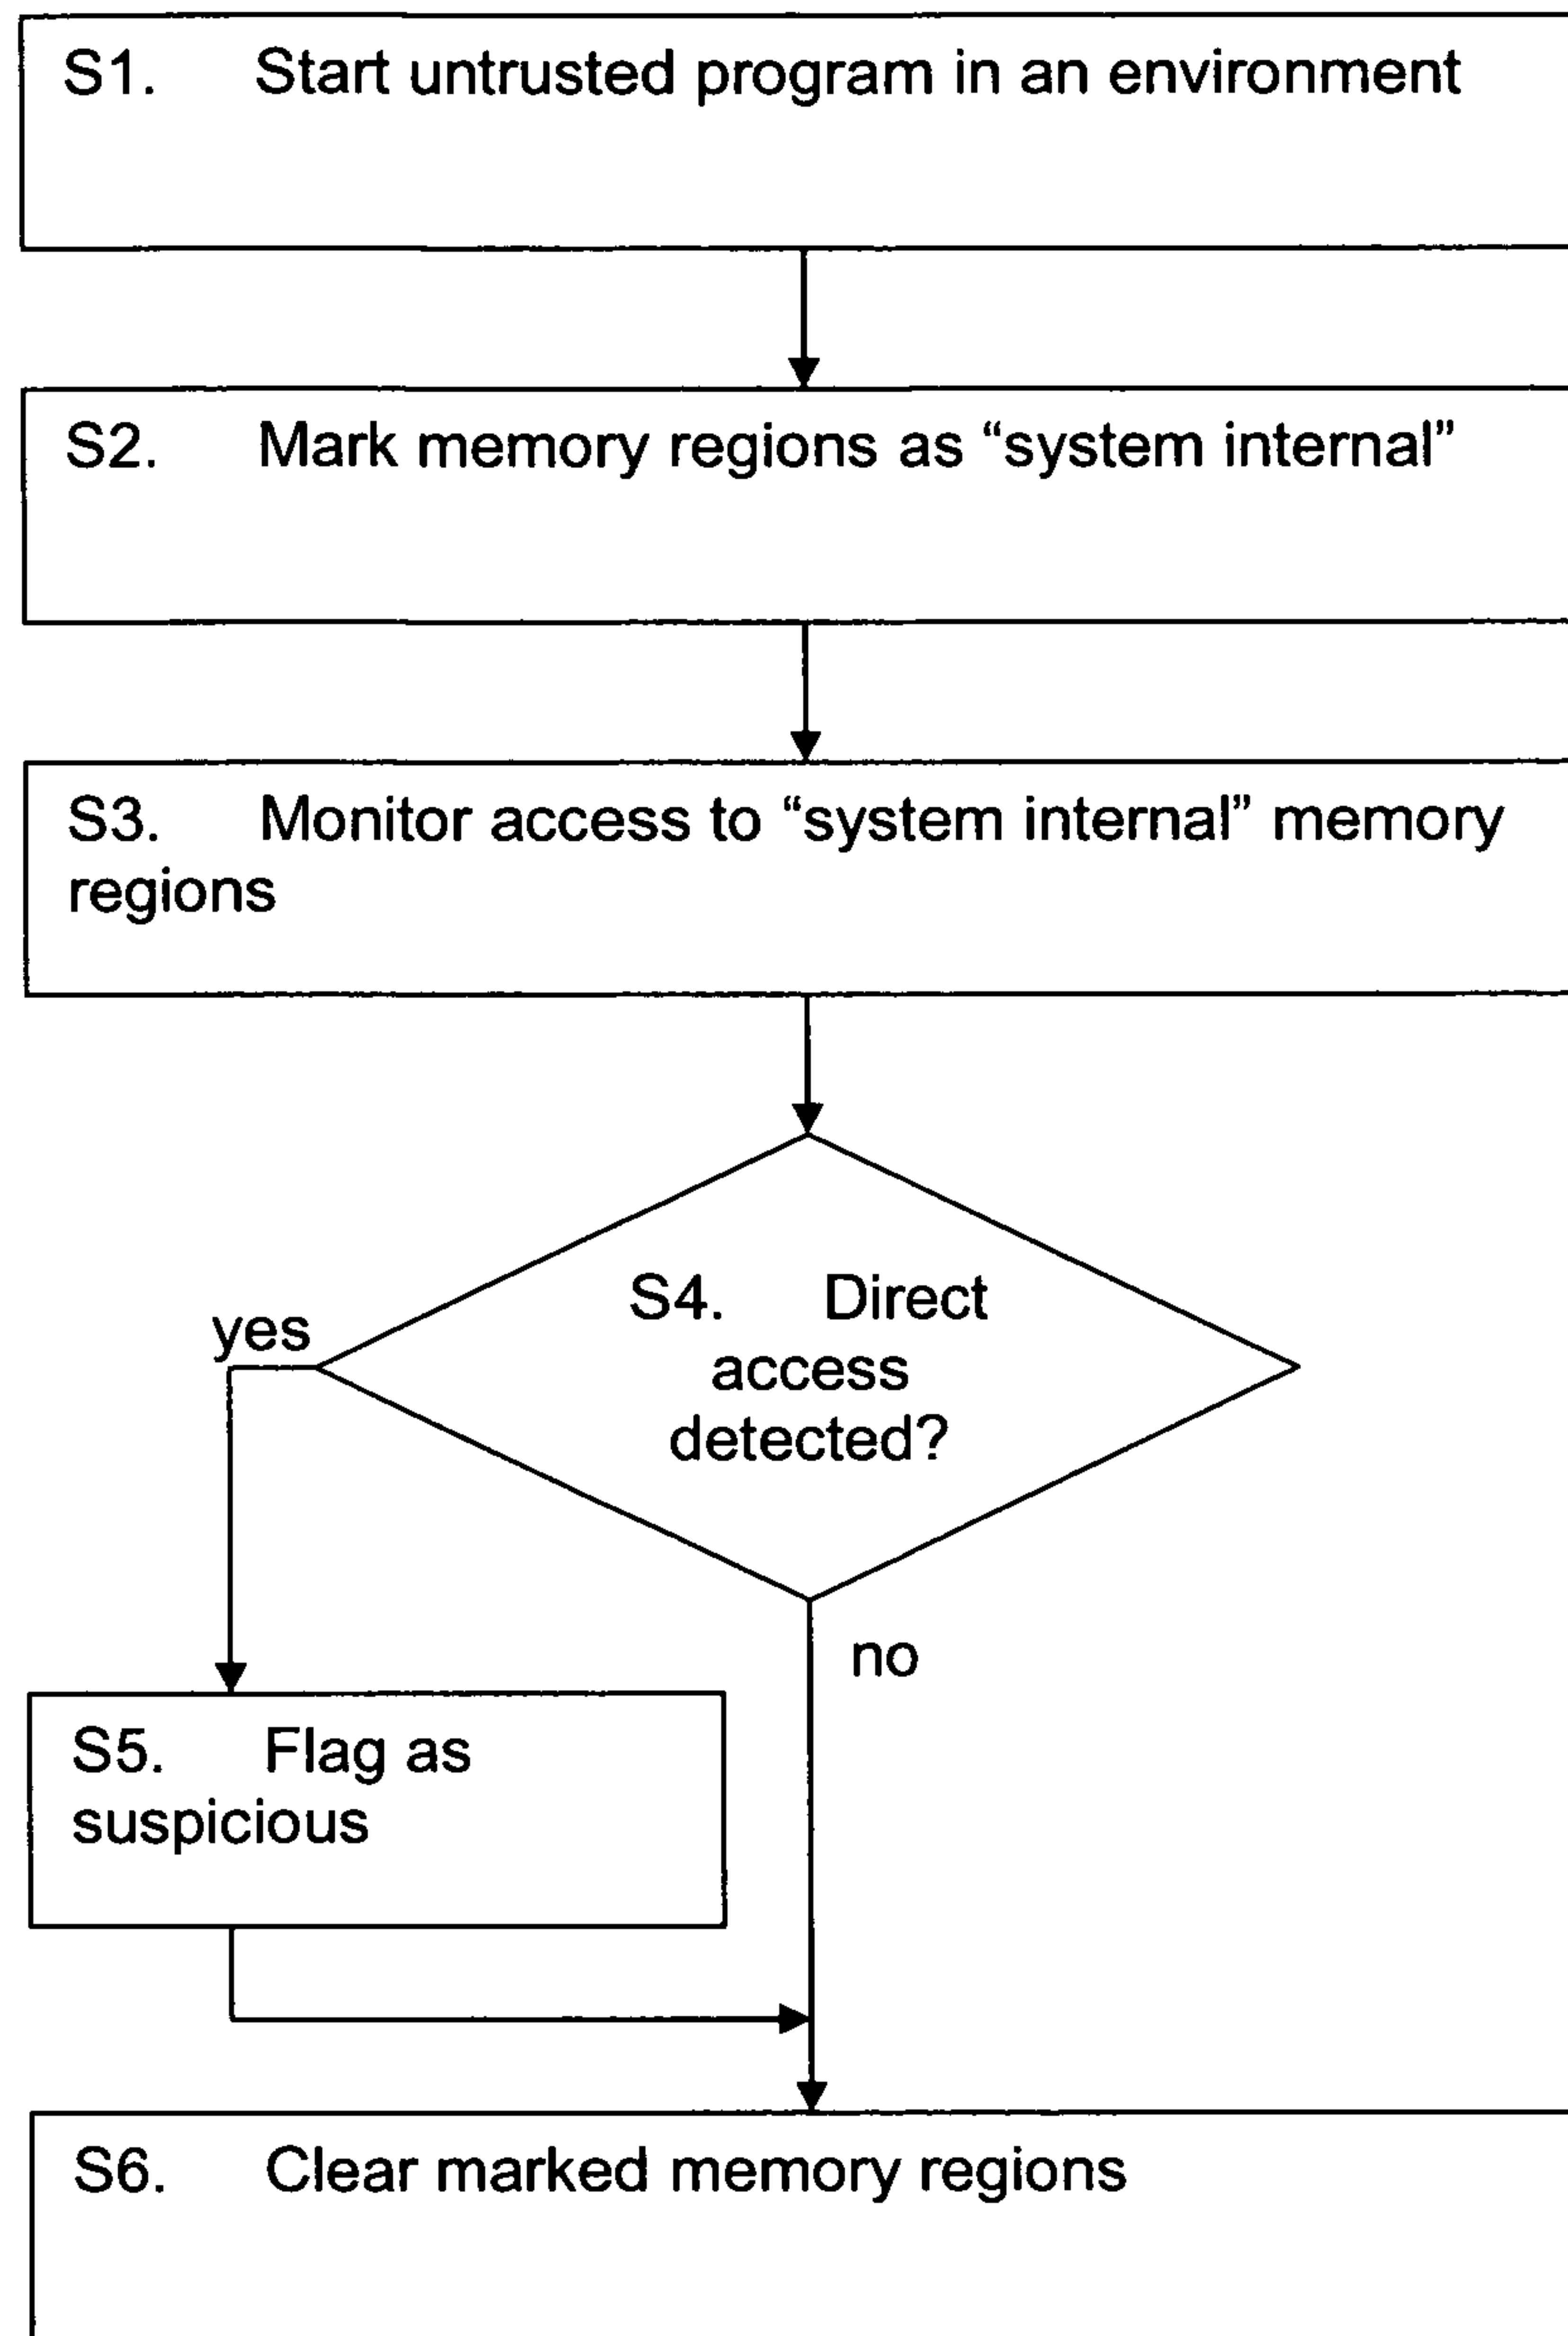 S1. Start untrusted program in an environment
S2. Mark memory regions as “system internal”
S3. Monitor access to “system internal” memory
regions
S4. Direct
access
detected?
yes
no
S5. Flag as
suspicious
S6. Clear marked memory regions